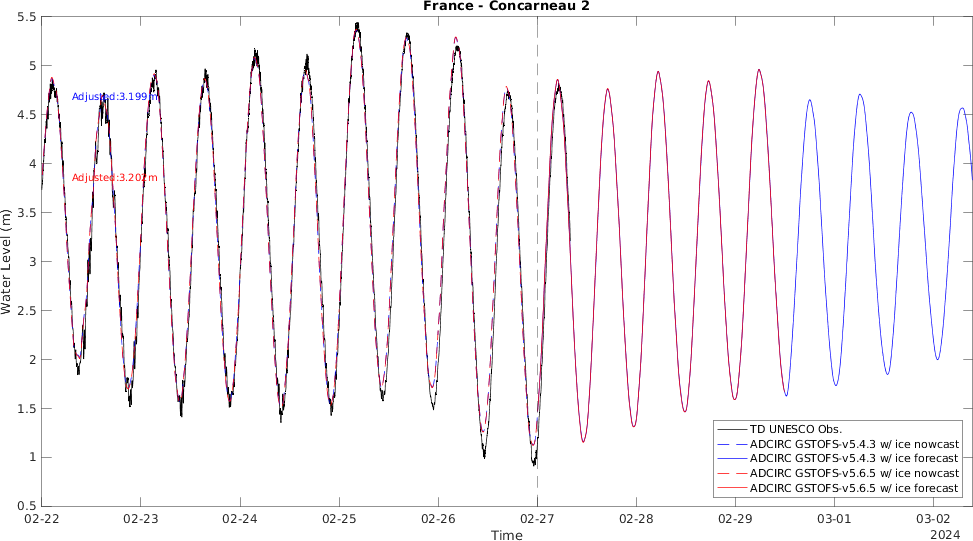 France - Concarneau 2
5.5
5
4.5
4
3.5
3
2.5
2
1.5
1
0.5
Water Level (m)
Adjusted:3.199m
Adjusted:3.202m
TD UNESCO Obs.
ADCIRC GSTOFS-v5.4.3 w/ ice nowcast
ADCIRC GSTOFS-v5.4.3 w/ ice forecast
ADCIRC GSTOFS-v5.6.5 w/ ice nowcast
ADCIRC GSTOFS-v5.6.5 w/ ice forecast
02-22 02-23 02-24 02-25 02-26 02-27 02-28 02-29 03-01 03-02
Time
2024